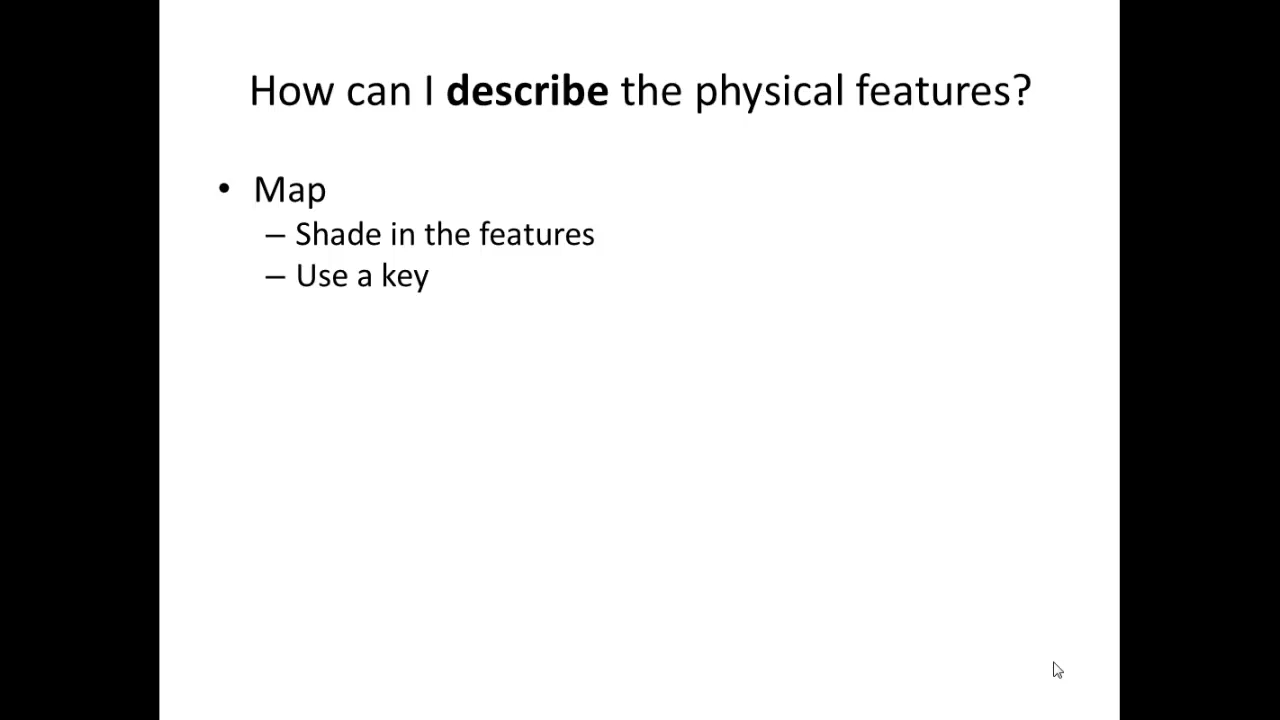 How can I describe the physical features?
• Map
– Shade in the features
– Use a key